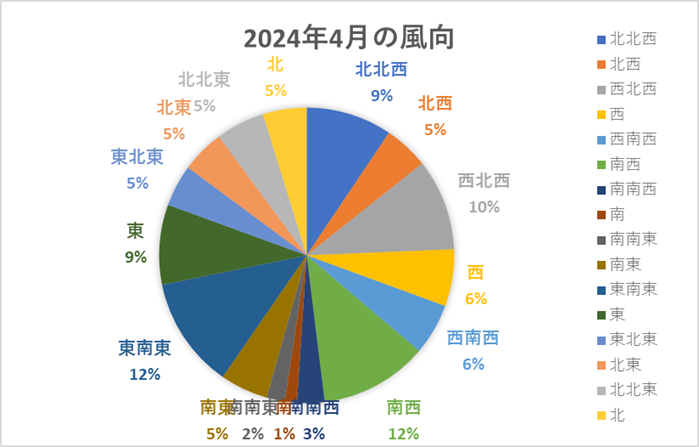 2024年4月の風向
北北西
9%
北西
5%
西北西
10%
西
6%
西南西
6%
南西
12%
南南西
3%
南
1%
南南東
2%
南東
5%
東南東
12%
東
9%
東北東
5%
北東
5%
北北東
5%
北
5%
北北西
北西
西北西
西
西南西
南西
南南西
南
南南東
南東
東南東
東
東北東
北東
北北東
北